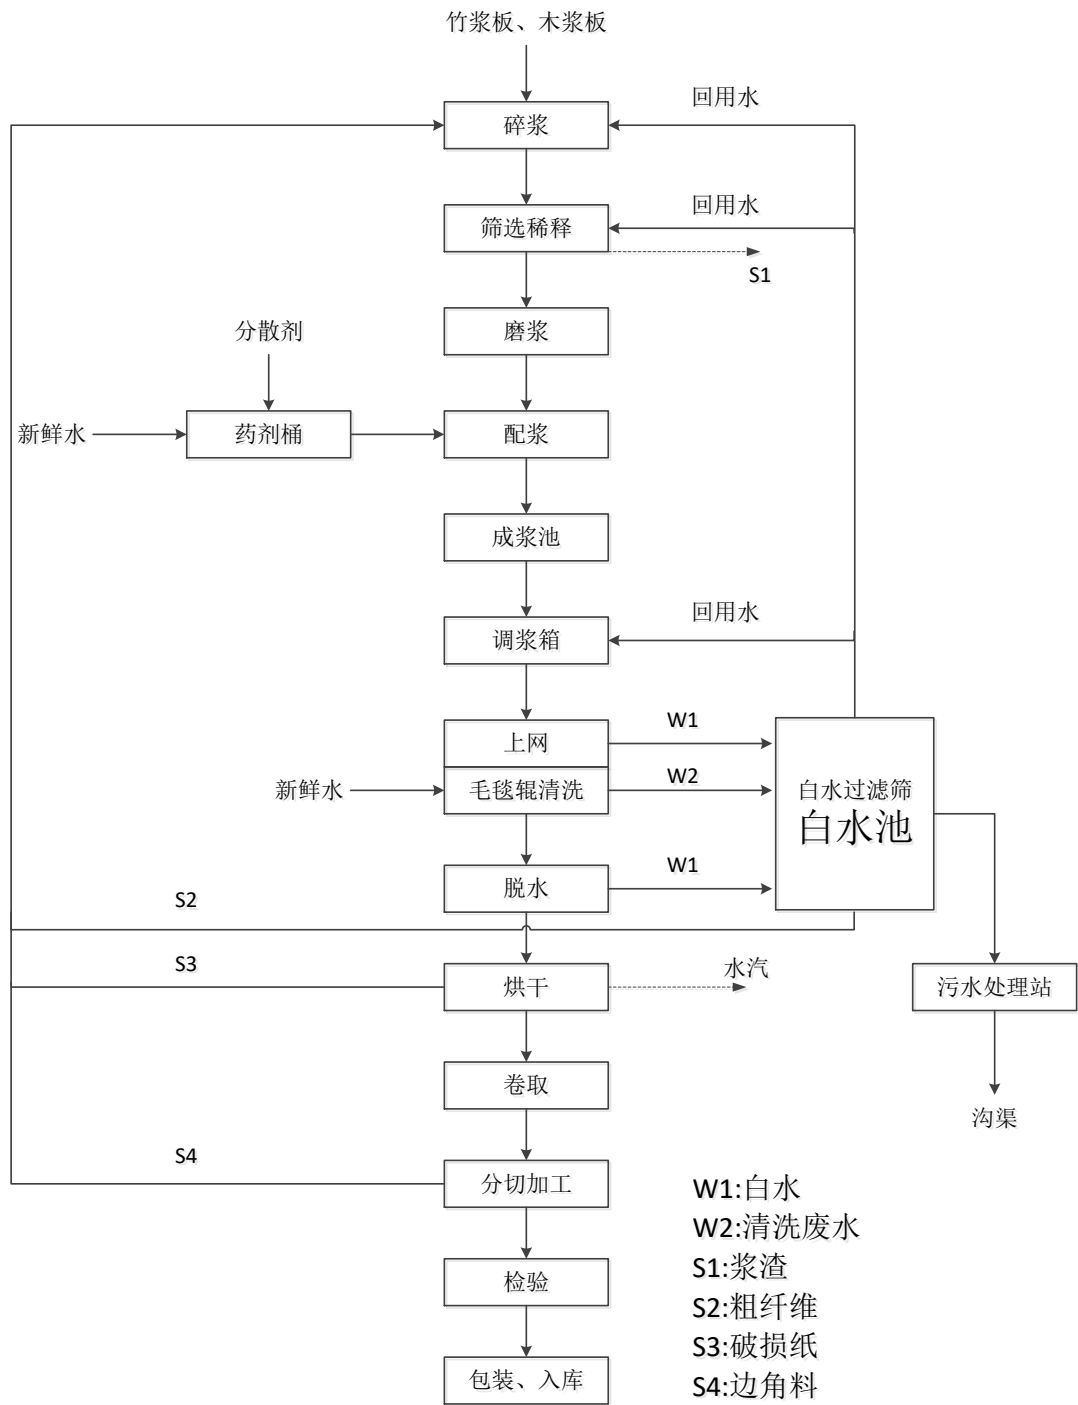 竹浆板、木浆板
回用水
碎浆
回用水
筛选稀释
S1
磨浆
分散剂
新鲜水
药剂桶
配浆
成浆池
回用水
调浆箱
W1
上网
新鲜水
毛毯辊清洗
W2
白水过滤筛
白水池
W1
脱水
S2
S3
烘干
水汽
污水处理站
卷取
沟渠
S4
分切加工
检验
包装、入库
W1:白水
W2:清洗废水
S1:浆渣
S2:粗纤维
S3:破损纸
S4:边角料